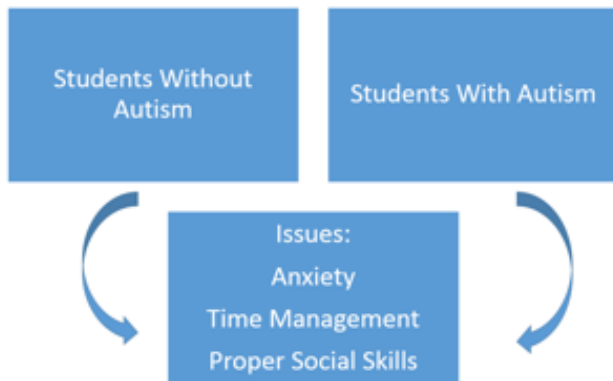 Students Without
Autism
Students With Autism
Issues:
Anxiety
Time Management
Proper Social Skills